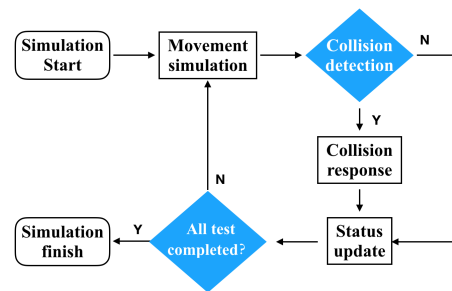 Simulation
Start
Movement
simulation
Collision
detection
N
Y
Collision
response
N
Simulation
finish
Y
All test
completed?
Status
update